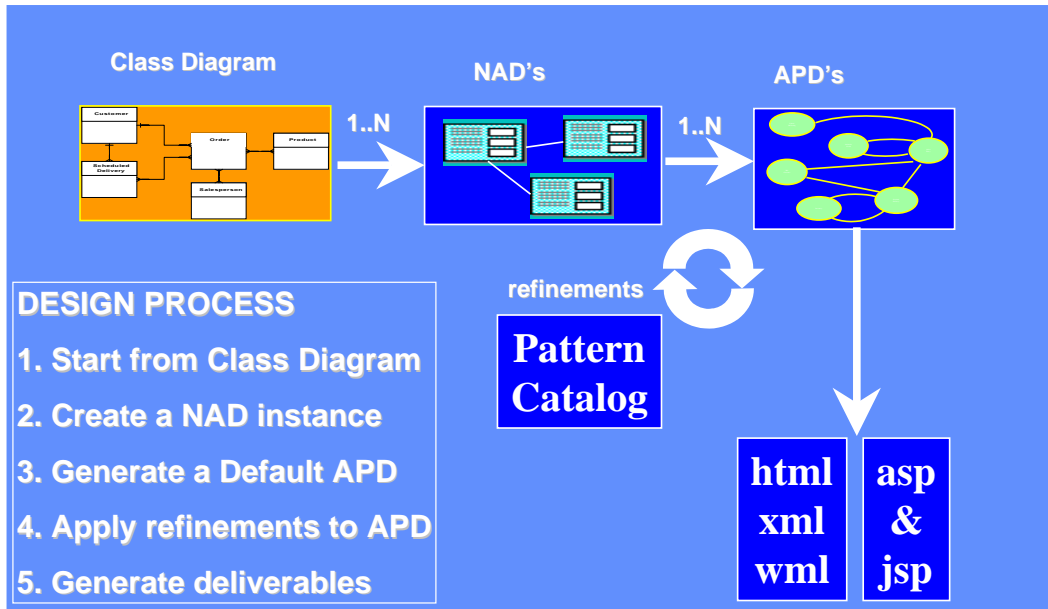 Class Diagram
NAD's
APD's
Customer
Order
Product
Scheduled
Delivery
Salesperson
1..N
1..N
refinements
Pattern
Catalog
DESIGN PROCESS
1. Start from Class Diagram
2. Create a NAD instance
3. Generate a Default APD
4. Apply refinements to APD
5. Generate deliverables
html
xml
wml
asp
&
jsp